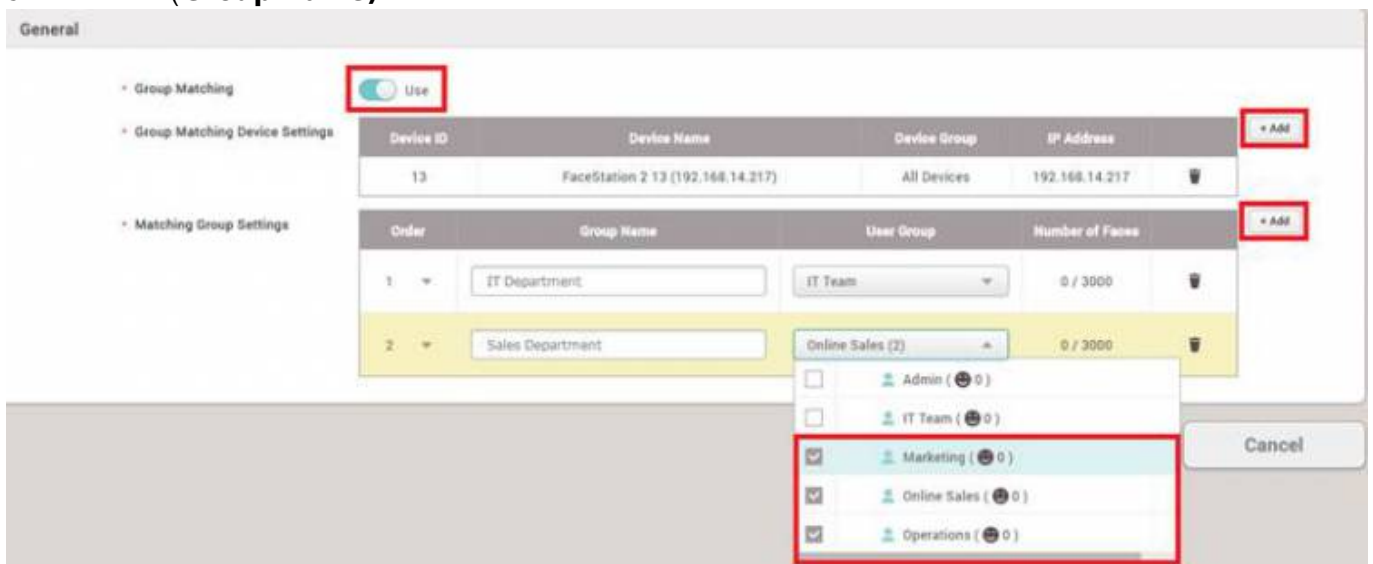 (Group Name)
General
• Group Matching Use
• Group Matching Device Settings Device ID Device Name Device Group IP Address + Add
13 FaceStation 2 13 (192.168.14.217) All Devices 192.168.14.217
• Matching Group Settings Order Group Name User Group Number of Faces + Add
1 IT Department IT Team 0 / 3000
2 Sales Department Online Sales (2) 0 / 3000
Admin ( 0 )
IT Team ( 0 )
Marketing ( 0 )
Online Sales ( 0 )
Operations ( 0 )
Cancel